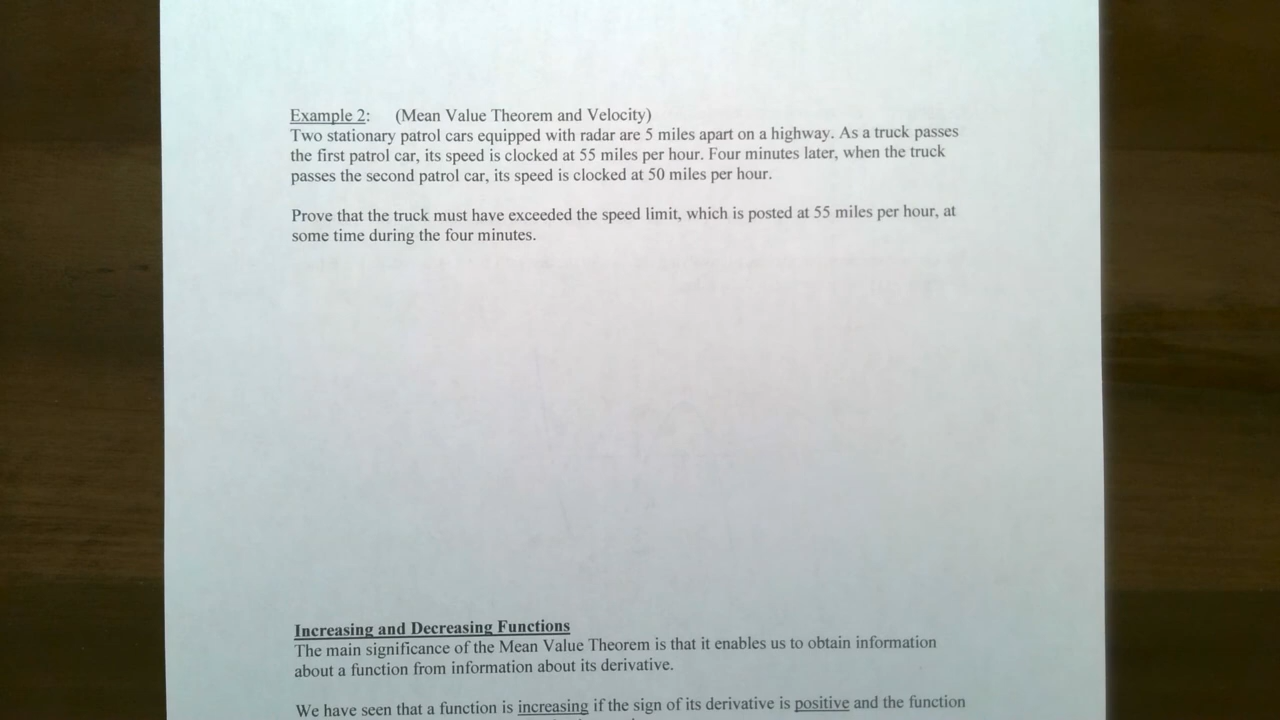 Example 2: (Mean Value Theorem and Velocity)
Two stationary patrol cars equipped with radar are 5 miles apart on a highway. As a truck passes
the first patrol car, its speed is clocked at 55 miles per hour. Four minutes later, when the truck
passes the second patrol car, its speed is clocked at 50 miles per hour.
Prove that the truck must have exceeded the speed limit, which is posted at 55 miles per hour, at
some time during the four minutes.
Increasing and Decreasing Functions
The main significance of the Mean Value Theorem is that it enables us to obtain information
about a function from information about its derivative.
We have seen that a function is increasing if the sign of its derivative is positive and the function